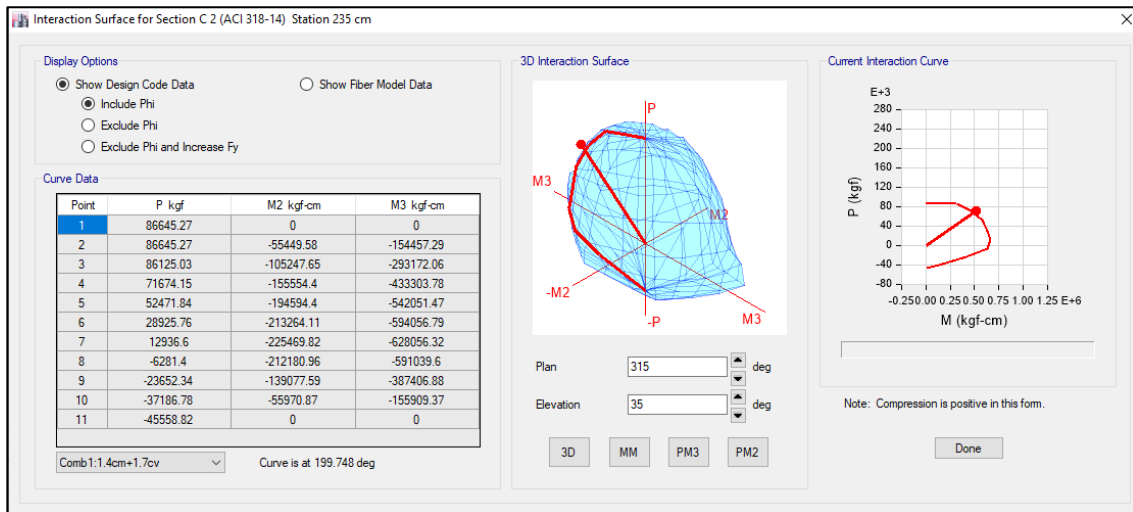 Interaction Surface for Section C 2 (ACI 318-14) Station 235 cm
Display Options
Show Design Code Data Show Fiber Model Data
Include Phi
Exclude Phi
Exclude Phi and Increase Fy
Curve Data
Point P kgf M2 kgf-cm M3 kgf-cm
1 86645.27 0 0
2 86645.27 -55449.58 -154457.29
3 86125.03 -105247.65 -293172.06
4 71674.15 -155554.4 -433303.78
5 52471.84 -194594.4 -542051.47
6 28925.76 -213264.11 -594056.79
7 12936.6 -225469.82 -628056.32
8 -6281.4 -212180.96 -591039.6
9 -23652.34 -139077.59 -387406.88
10 -37186.78 -55970.87 -155909.37
11 -45558.82 0 0
Comb1:1.4cm+1.7cv Curve is at 199.748 deg
3D Interaction Surface
P
M3
M2
-M2
M3
-P
Plan 315 deg
Elevation 35 deg
3D MM PM3 PM2
Current Interaction Curve
E+3
280
240
200
160
120
80
40
0
-40
-80
P (kgf)
-0.250.00 0.25 0.50 0.75 1.00 1.25 E+6
M (kgf-cm)
Note: Compression is positive in this form.
Done